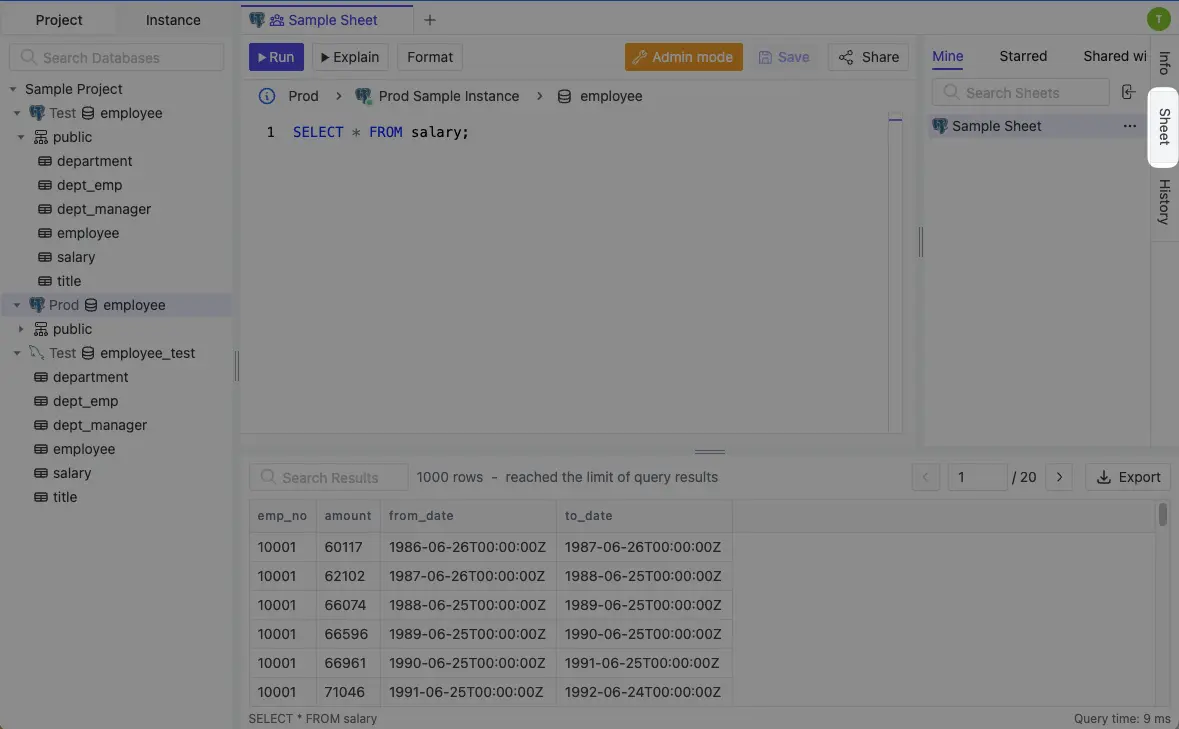 Project Instance
Search Databases
Sample Project
Test employee
public
department
dept_emp
dept_manager
employee
salary
title
Prod employee
public
Test employee_test
department
dept_emp
dept_manager
employee
salary
title
Sample Sheet +
T
Run Explain Format Admin mode Save Share
Prod > Prod Sample Instance > employee
1 SELECT * FROM salary;
Mine Starred Shared wi
Search Sheets
Sample Sheet ...
Info
Sheet
History
Search Results 1000 rows - reached the limit of query results < 1 / 20 > Export
emp_no amount from_date to_date
10001 60117 1986-06-26T00:00:00Z 1987-06-26T00:00:00Z
10001 62102 1987-06-26T00:00:00Z 1988-06-25T00:00:00Z
10001 66074 1988-06-25T00:00:00Z 1989-06-25T00:00:00Z
10001 66596 1989-06-25T00:00:00Z 1990-06-25T00:00:00Z
10001 66961 1990-06-25T00:00:00Z 1991-06-25T00:00:00Z
10001 71046 1991-06-25T00:00:00Z 1992-06-24T00:00:00Z
SELECT * FROM salary Query time: 9 ms